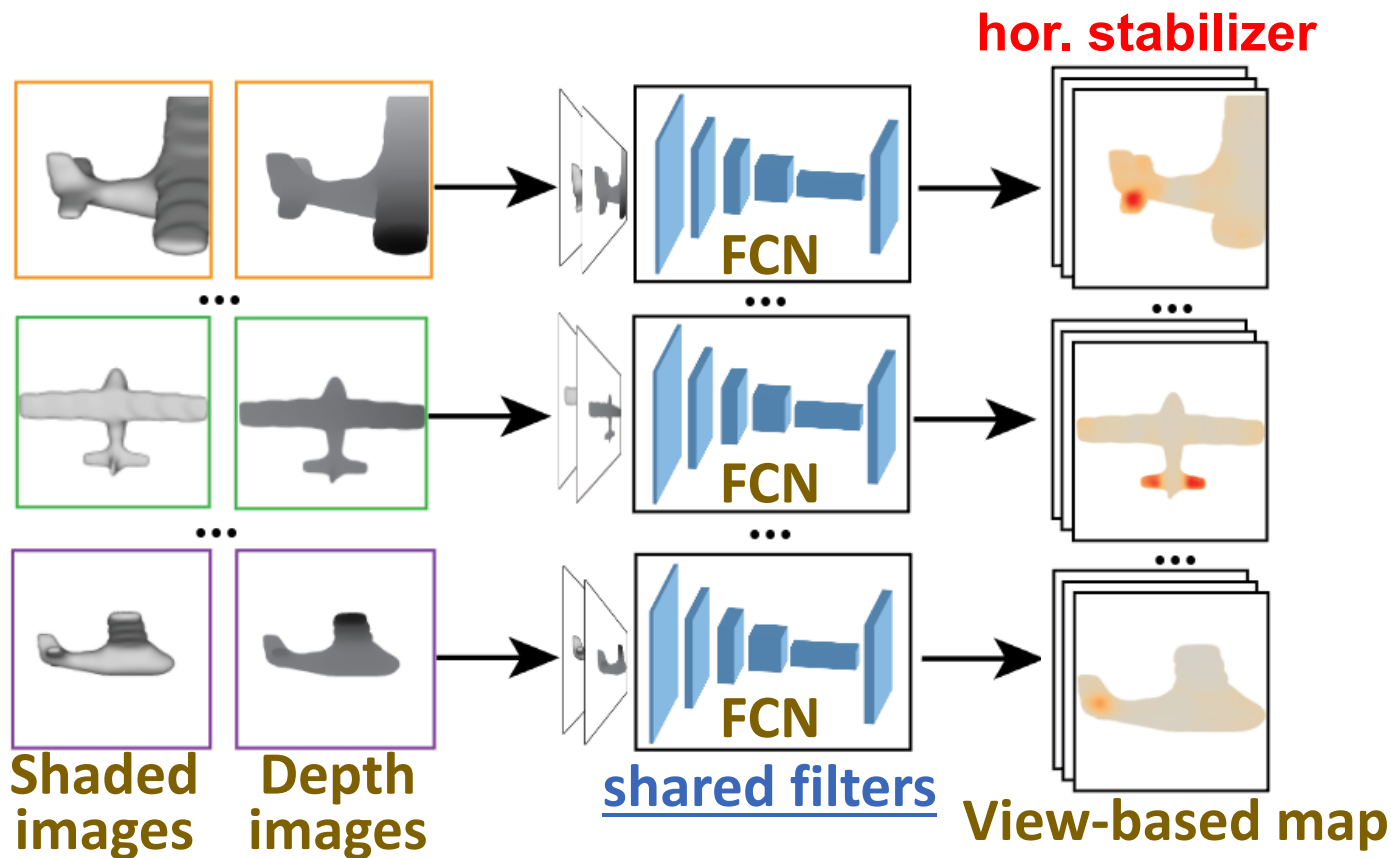 hor. stabilizer
FCN
FCN
FCN
Shaded images
Depth images
shared filters
View-based map